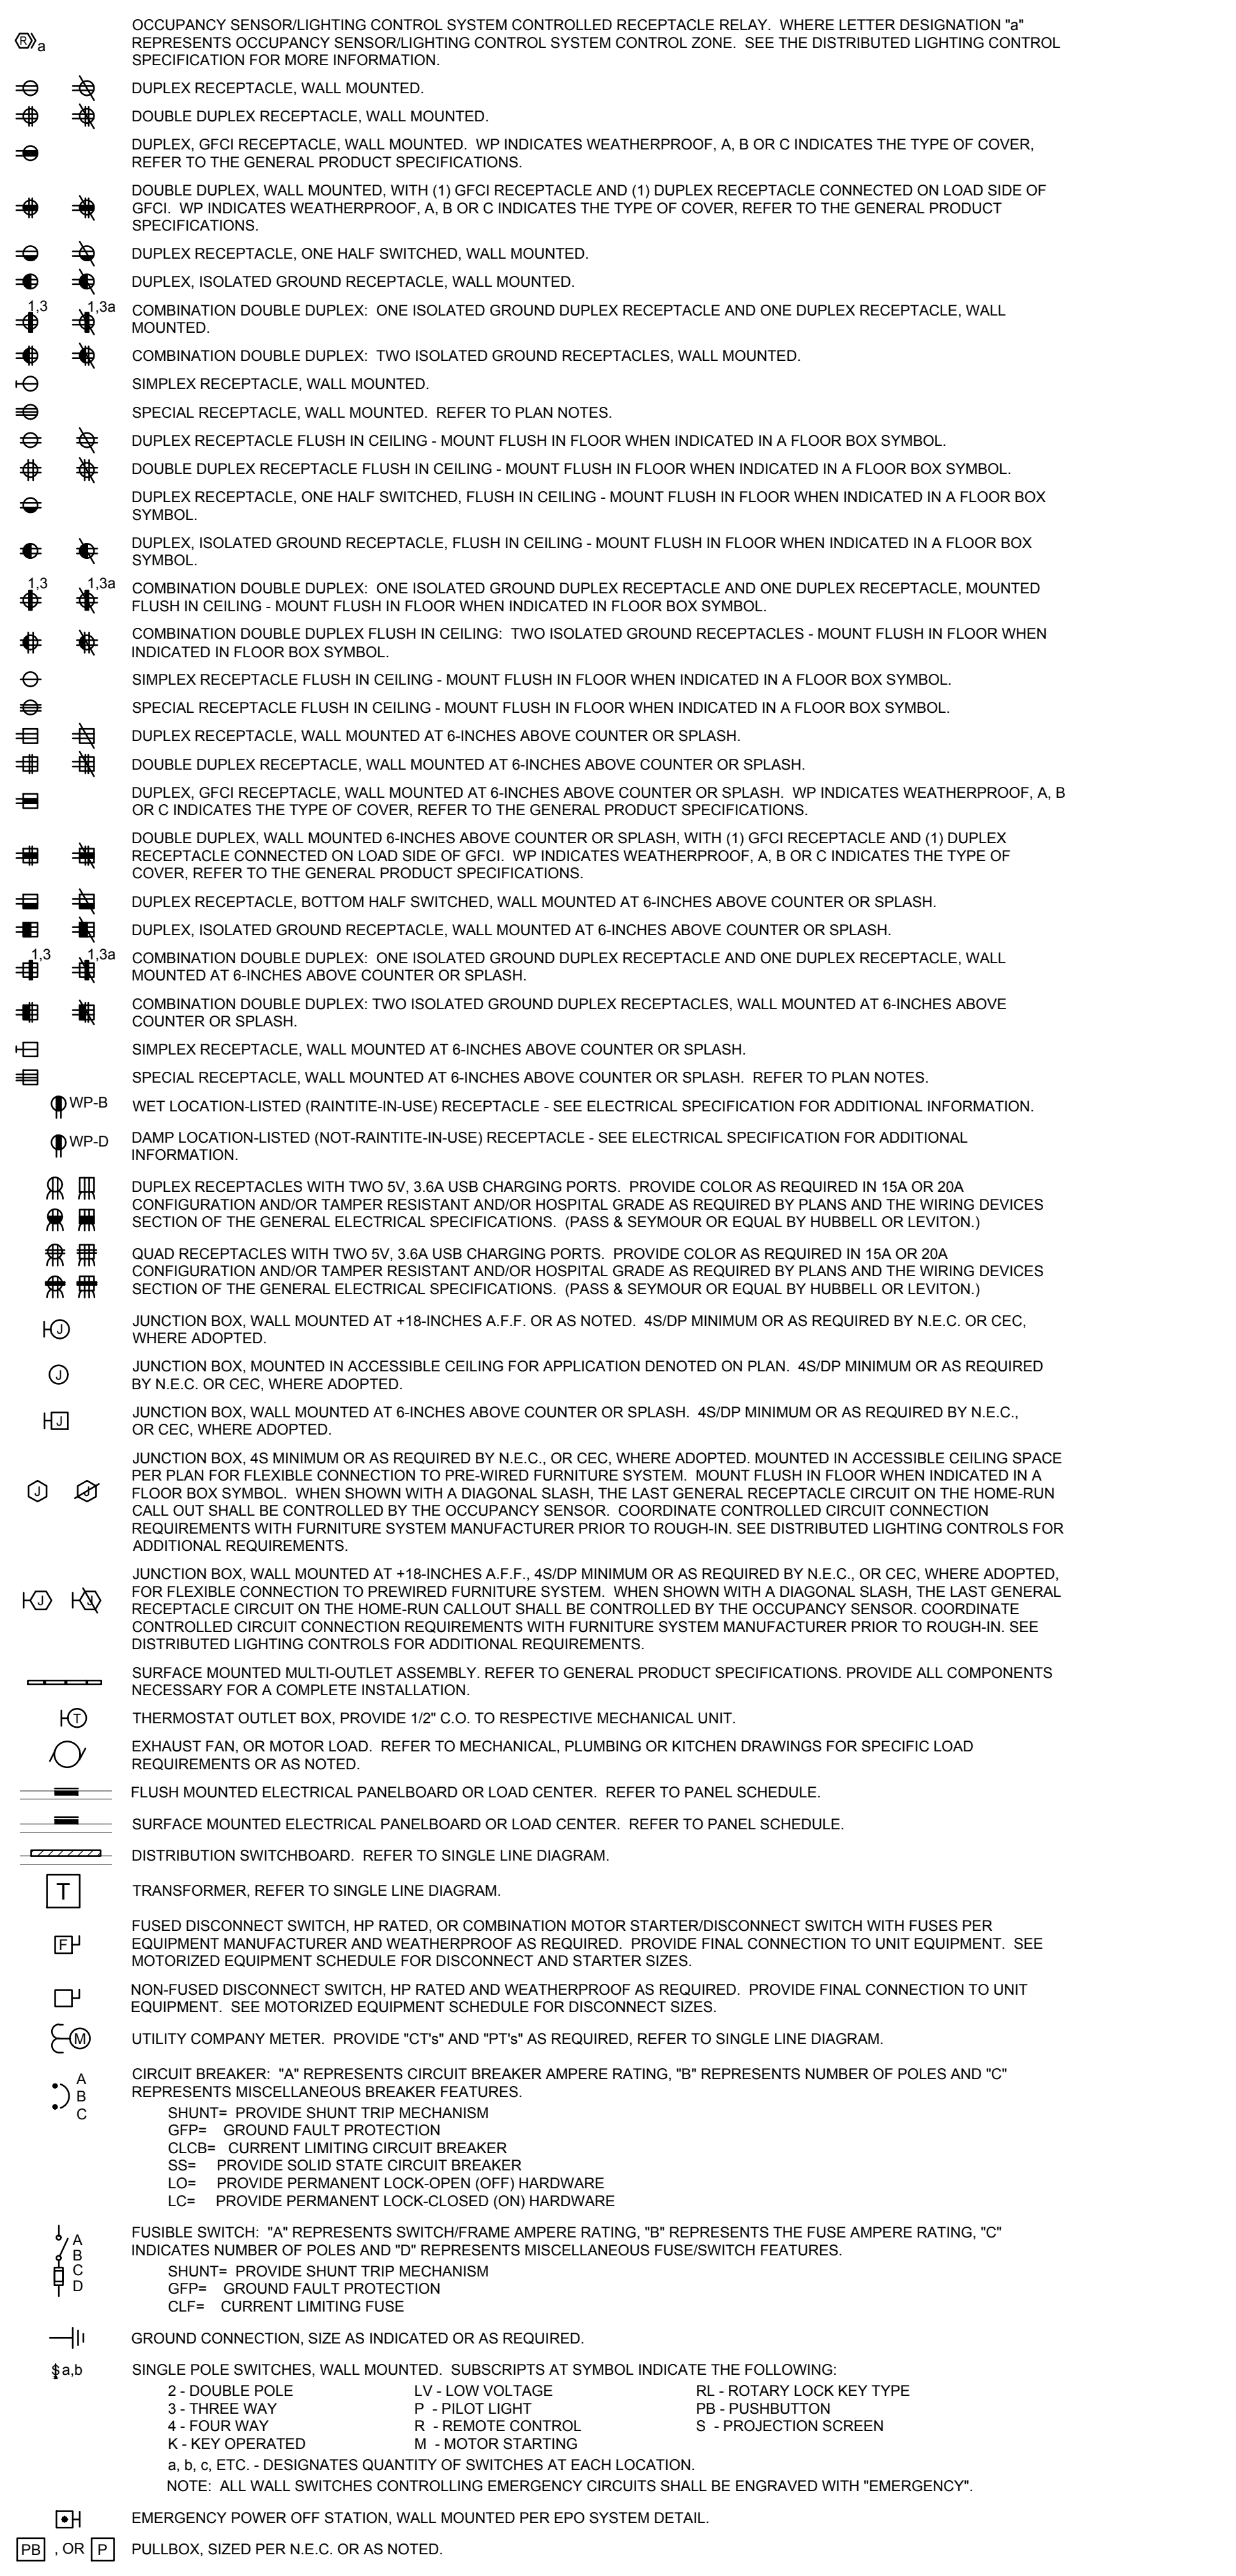 OCCUPANCY SENSOR/LIGHTING CONTROL SYSTEM CONTROLLED RECEPTACLE RELAY.  WHERE LETTER DESIGNATION "a"
R a REPRESENTS OCCUPANCY SENSOR/LIGHTING CONTROL SYSTEM CONTROL ZONE.  SEE THE DISTRIBUTED LIGHTING CONTROL
SPECIFICATION FOR MORE INFORMATION.
DUPLEX RECEPTACLE, WALL MOUNTED.
DOUBLE DUPLEX RECEPTACLE, WALL MOUNTED.
DUPLEX, GFCI RECEPTACLE, WALL MOUNTED.  WP INDICATES WEATHERPROOF, A, B OR C INDICATES THE TYPE OF COVER,
REFER TO THE GENERAL PRODUCT SPECIFICATIONS.
DOUBLE DUPLEX, WALL MOUNTED, WITH (1) GFCI RECEPTACLE AND (1) DUPLEX RECEPTACLE CONNECTED ON LOAD SIDE OF
GFCI.  WP INDICATES WEATHERPROOF, A, B OR C INDICATES THE TYPE OF COVER, REFER TO THE GENERAL PRODUCT
SPECIFICATIONS.
DUPLEX RECEPTACLE, ONE HALF SWITCHED, WALL MOUNTED.
DUPLEX, ISOLATED GROUND RECEPTACLE, WALL MOUNTED.
1,3 1,3a COMBINATION DOUBLE DUPLEX:  ONE ISOLATED GROUND DUPLEX RECEPTACLE AND ONE DUPLEX RECEPTACLE, WALL
MOUNTED.
COMBINATION DOUBLE DUPLEX:  TWO ISOLATED GROUND RECEPTACLES, WALL MOUNTED.
SIMPLEX RECEPTACLE, WALL MOUNTED.
SPECIAL RECEPTACLE, WALL MOUNTED.  REFER TO PLAN NOTES.
DUPLEX RECEPTACLE FLUSH IN CEILING - MOUNT FLUSH IN FLOOR WHEN INDICATED IN A FLOOR BOX SYMBOL.
DOUBLE DUPLEX RECEPTACLE FLUSH IN CEILING - MOUNT FLUSH IN FLOOR WHEN INDICATED IN A FLOOR BOX SYMBOL.
DUPLEX RECEPTACLE, ONE HALF SWITCHED, FLUSH IN CEILING - MOUNT FLUSH IN FLOOR WHEN INDICATED IN A FLOOR BOX
SYMBOL.
DUPLEX, ISOLATED GROUND RECEPTACLE, FLUSH IN CEILING - MOUNT FLUSH IN FLOOR WHEN INDICATED IN A FLOOR BOX
SYMBOL.
1,3 1,3a COMBINATION DOUBLE DUPLEX:  ONE ISOLATED GROUND DUPLEX RECEPTACLE AND ONE DUPLEX RECEPTACLE, MOUNTED
FLUSH IN CEILING - MOUNT FLUSH IN FLOOR WHEN INDICATED IN FLOOR BOX SYMBOL.
COMBINATION DOUBLE DUPLEX FLUSH IN CEILING:  TWO ISOLATED GROUND RECEPTACLES - MOUNT FLUSH IN FLOOR WHEN
INDICATED IN FLOOR BOX SYMBOL.
SIMPLEX RECEPTACLE FLUSH IN CEILING - MOUNT FLUSH IN FLOOR WHEN INDICATED IN A FLOOR BOX SYMBOL.
SPECIAL RECEPTACLE FLUSH IN CEILING - MOUNT FLUSH IN FLOOR WHEN INDICATED IN A FLOOR BOX SYMBOL.
DUPLEX RECEPTACLE, WALL MOUNTED AT 6-INCHES ABOVE COUNTER OR SPLASH.
DOUBLE DUPLEX RECEPTACLE, WALL MOUNTED AT 6-INCHES ABOVE COUNTER OR SPLASH.
DUPLEX, GFCI RECEPTACLE, WALL MOUNTED AT 6-INCHES ABOVE COUNTER OR SPLASH.  WP INDICATES WEATHERPROOF, A, B
OR C INDICATES THE TYPE OF COVER, REFER TO THE GENERAL PRODUCT SPECIFICATIONS.
DOUBLE DUPLEX, WALL MOUNTED 6-INCHES ABOVE COUNTER OR SPLASH, WITH (1) GFCI RECEPTACLE AND (1) DUPLEX
RECEPTACLE CONNECTED ON LOAD SIDE OF GFCI.  WP INDICATES WEATHERPROOF, A, B OR C INDICATES THE TYPE OF
COVER, REFER TO THE GENERAL PRODUCT SPECIFICATIONS.
DUPLEX RECEPTACLE, BOTTOM HALF SWITCHED, WALL MOUNTED AT 6-INCHES ABOVE COUNTER OR SPLASH.
DUPLEX, ISOLATED GROUND RECEPTACLE, WALL MOUNTED AT 6-INCHES ABOVE COUNTER OR SPLASH.
1,3 1,3a COMBINATION DOUBLE DUPLEX:  ONE ISOLATED GROUND DUPLEX RECEPTACLE AND ONE DUPLEX RECEPTACLE, WALL
MOUNTED AT 6-INCHES ABOVE COUNTER OR SPLASH.
COMBINATION DOUBLE DUPLEX: TWO ISOLATED GROUND DUPLEX RECEPTACLES, WALL MOUNTED AT 6-INCHES ABOVE
COUNTER OR SPLASH.
SIMPLEX RECEPTACLE, WALL MOUNTED AT 6-INCHES ABOVE COUNTER OR SPLASH.
SPECIAL RECEPTACLE, WALL MOUNTED AT 6-INCHES ABOVE COUNTER OR SPLASH.  REFER TO PLAN NOTES.
WP-B WET LOCATION-LISTED (RAINTITE-IN-USE) RECEPTACLE - SEE ELECTRICAL SPECIFICATION FOR ADDITIONAL INFORMATION.
WP-D DAMP LOCATION-LISTED (NOT-RAINTITE-IN-USE) RECEPTACLE - SEE ELECTRICAL SPECIFICATION FOR ADDITIONAL
INFORMATION.
DUPLEX RECEPTACLES WITH TWO 5V, 3.6A USB CHARGING PORTS.  PROVIDE COLOR AS REQUIRED IN 15A OR 20A
CONFIGURATION AND/OR TAMPER RESISTANT AND/OR HOSPITAL GRADE AS REQUIRED BY PLANS AND THE WIRING DEVICES
SECTION OF THE GENERAL ELECTRICAL SPECIFICATIONS.  (PASS & SEYMOUR OR EQUAL BY HUBBELL OR LEVITON.)
QUAD RECEPTACLES WITH TWO 5V, 3.6A USB CHARGING PORTS.  PROVIDE COLOR AS REQUIRED IN 15A OR 20A
CONFIGURATION AND/OR TAMPER RESISTANT AND/OR HOSPITAL GRADE AS REQUIRED BY PLANS AND THE WIRING DEVICES
SECTION OF THE GENERAL ELECTRICAL SPECIFICATIONS.  (PASS & SEYMOUR OR EQUAL BY HUBBELL OR LEVITON.)
J JUNCTION BOX, WALL MOUNTED AT +18-INCHES A.F.F. OR AS NOTED.  4S/DP MINIMUM OR AS REQUIRED BY N.E.C. OR CEC,
WHERE ADOPTED.
J JUNCTION BOX, MOUNTED IN ACCESSIBLE CEILING FOR APPLICATION DENOTED ON PLAN.  4S/DP MINIMUM OR AS REQUIRED
BY N.E.C. OR CEC, WHERE ADOPTED.
J JUNCTION BOX, WALL MOUNTED AT 6-INCHES ABOVE COUNTER OR SPLASH.  4S/DP MINIMUM OR AS REQUIRED BY N.E.C.,
OR CEC, WHERE ADOPTED.
JUNCTION BOX, 4S MINIMUM OR AS REQUIRED BY N.E.C., OR CEC, WHERE ADOPTED. MOUNTED IN ACCESSIBLE CEILING SPACE
PER PLAN FOR FLEXIBLE CONNECTION TO PRE-WIRED FURNITURE SYSTEM.  MOUNT FLUSH IN FLOOR WHEN INDICATED IN A
J J FLOOR BOX SYMBOL.  WHEN SHOWN WITH A DIAGONAL SLASH, THE LAST GENERAL RECEPTACLE CIRCUIT ON THE HOME-RUN
CALL OUT SHALL BE CONTROLLED BY THE OCCUPANCY SENSOR.  COORDINATE CONTROLLED CIRCUIT CONNECTION
REQUIREMENTS WITH FURNITURE SYSTEM MANUFACTURER PRIOR TO ROUGH-IN. SEE DISTRIBUTED LIGHTING CONTROLS FOR
ADDITIONAL REQUIREMENTS.
JUNCTION BOX, WALL MOUNTED AT +18-INCHES A.F.F., 4S/DP MINIMUM OR AS REQUIRED BY N.E.C., OR CEC, WHERE ADOPTED,
FOR FLEXIBLE CONNECTION TO PREWIRED FURNITURE SYSTEM.  WHEN SHOWN WITH A DIAGONAL SLASH, THE LAST GENERAL
J J RECEPTACLE CIRCUIT ON THE HOME-RUN CALLOUT SHALL BE CONTROLLED BY THE OCCUPANCY SENSOR. COORDINATE
CONTROLLED CIRCUIT CONNECTION REQUIREMENTS WITH FURNITURE SYSTEM MANUFACTURER PRIOR TO ROUGH-IN. SEE
DISTRIBUTED LIGHTING CONTROLS FOR ADDITIONAL REQUIREMENTS.
SURFACE MOUNTED MULTI-OUTLET ASSEMBLY. REFER TO GENERAL PRODUCT SPECIFICATIONS. PROVIDE ALL COMPONENTS
NECESSARY FOR A COMPLETE INSTALLATION.
T THERMOSTAT OUTLET BOX, PROVIDE 1/2" C.O. TO RESPECTIVE MECHANICAL UNIT.
EXHAUST FAN, OR MOTOR LOAD.  REFER TO MECHANICAL, PLUMBING OR KITCHEN DRAWINGS FOR SPECIFIC LOAD
REQUIREMENTS OR AS NOTED.
FLUSH MOUNTED ELECTRICAL PANELBOARD OR LOAD CENTER.  REFER TO PANEL SCHEDULE.
SURFACE MOUNTED ELECTRICAL PANELBOARD OR LOAD CENTER.  REFER TO PANEL SCHEDULE.
DISTRIBUTION SWITCHBOARD.  REFER TO SINGLE LINE DIAGRAM.
T TRANSFORMER, REFER TO SINGLE LINE DIAGRAM.
FUSED DISCONNECT SWITCH, HP RATED, OR COMBINATION MOTOR STARTER/DISCONNECT SWITCH WITH FUSES PER
F EQUIPMENT MANUFACTURER AND WEATHERPROOF AS REQUIRED.  PROVIDE FINAL CONNECTION TO UNIT EQUIPMENT.  SEE
MOTORIZED EQUIPMENT SCHEDULE FOR DISCONNECT AND STARTER SIZES.
NON-FUSED DISCONNECT SWITCH, HP RATED AND WEATHERPROOF AS REQUIRED.  PROVIDE FINAL CONNECTION TO UNIT
EQUIPMENT.  SEE MOTORIZED EQUIPMENT SCHEDULE FOR DISCONNECT SIZES.
M UTILITY COMPANY METER.  PROVIDE "CT's" AND "PT's" AS REQUIRED, REFER TO SINGLE LINE DIAGRAM.
A CIRCUIT BREAKER:  "A" REPRESENTS CIRCUIT BREAKER AMPERE RATING, "B" REPRESENTS NUMBER OF POLES AND "C"
B REPRESENTS MISCELLANEOUS BREAKER FEATURES.
C SHUNT=  PROVIDE SHUNT TRIP MECHANISM
GFP=    GROUND FAULT PROTECTION
CLCB=   CURRENT LIMITING CIRCUIT BREAKER
SS=     PROVIDE SOLID STATE CIRCUIT BREAKER
LO=     PROVIDE PERMANENT LOCK-OPEN (OFF) HARDWARE
LC=     PROVIDE PERMANENT LOCK-CLOSED (ON) HARDWARE
A FUSIBLE SWITCH:  "A" REPRESENTS SWITCH/FRAME AMPERE RATING, "B" REPRESENTS THE FUSE AMPERE RATING, "C"
B INDICATES NUMBER OF POLES AND "D" REPRESENTS MISCELLANEOUS FUSE/SWITCH FEATURES.
C SHUNT=  PROVIDE SHUNT TRIP MECHANISM
D GFP=    GROUND FAULT PROTECTION
CLF=    CURRENT LIMITING FUSE
GROUND CONNECTION, SIZE AS INDICATED OR AS REQUIRED.
$a,b SINGLE POLE SWITCHES, WALL MOUNTED.  SUBSCRIPTS AT SYMBOL INDICATE THE FOLLOWING:
2 - DOUBLE POLE LV - LOW VOLTAGE RL - ROTARY LOCK KEY TYPE
3 - THREE WAY P  - PILOT LIGHT PB - PUSHBUTTON
4 - FOUR WAY R  - REMOTE CONTROL S  - PROJECTION SCREEN
K - KEY OPERATED M  - MOTOR STARTING
a, b, c, ETC. - DESIGNATES QUANTITY OF SWITCHES AT EACH LOCATION.
NOTE:  ALL WALL SWITCHES CONTROLLING EMERGENCY CIRCUITS SHALL BE ENGRAVED WITH "EMERGENCY".
EMERGENCY POWER OFF STATION, WALL MOUNTED PER EPO SYSTEM DETAIL.
PB , OR P PULLBOX, SIZED PER N.E.C. OR AS NOTED.